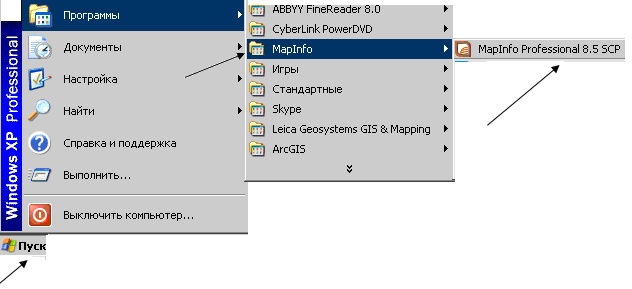 Windows XP Professional
Программы
Документы
Настройка
Найти
Справка и поддержка
Выполнить...
Выключить компьютер...
Пуск
ABBYY FineReader 8.0
CyberLink PowerDVD
MapInfo
Игры
Стандартные
Skype
Leica Geosystems GIS & Mapping
ArcGIS
MapInfo Professional 8.5 SCP